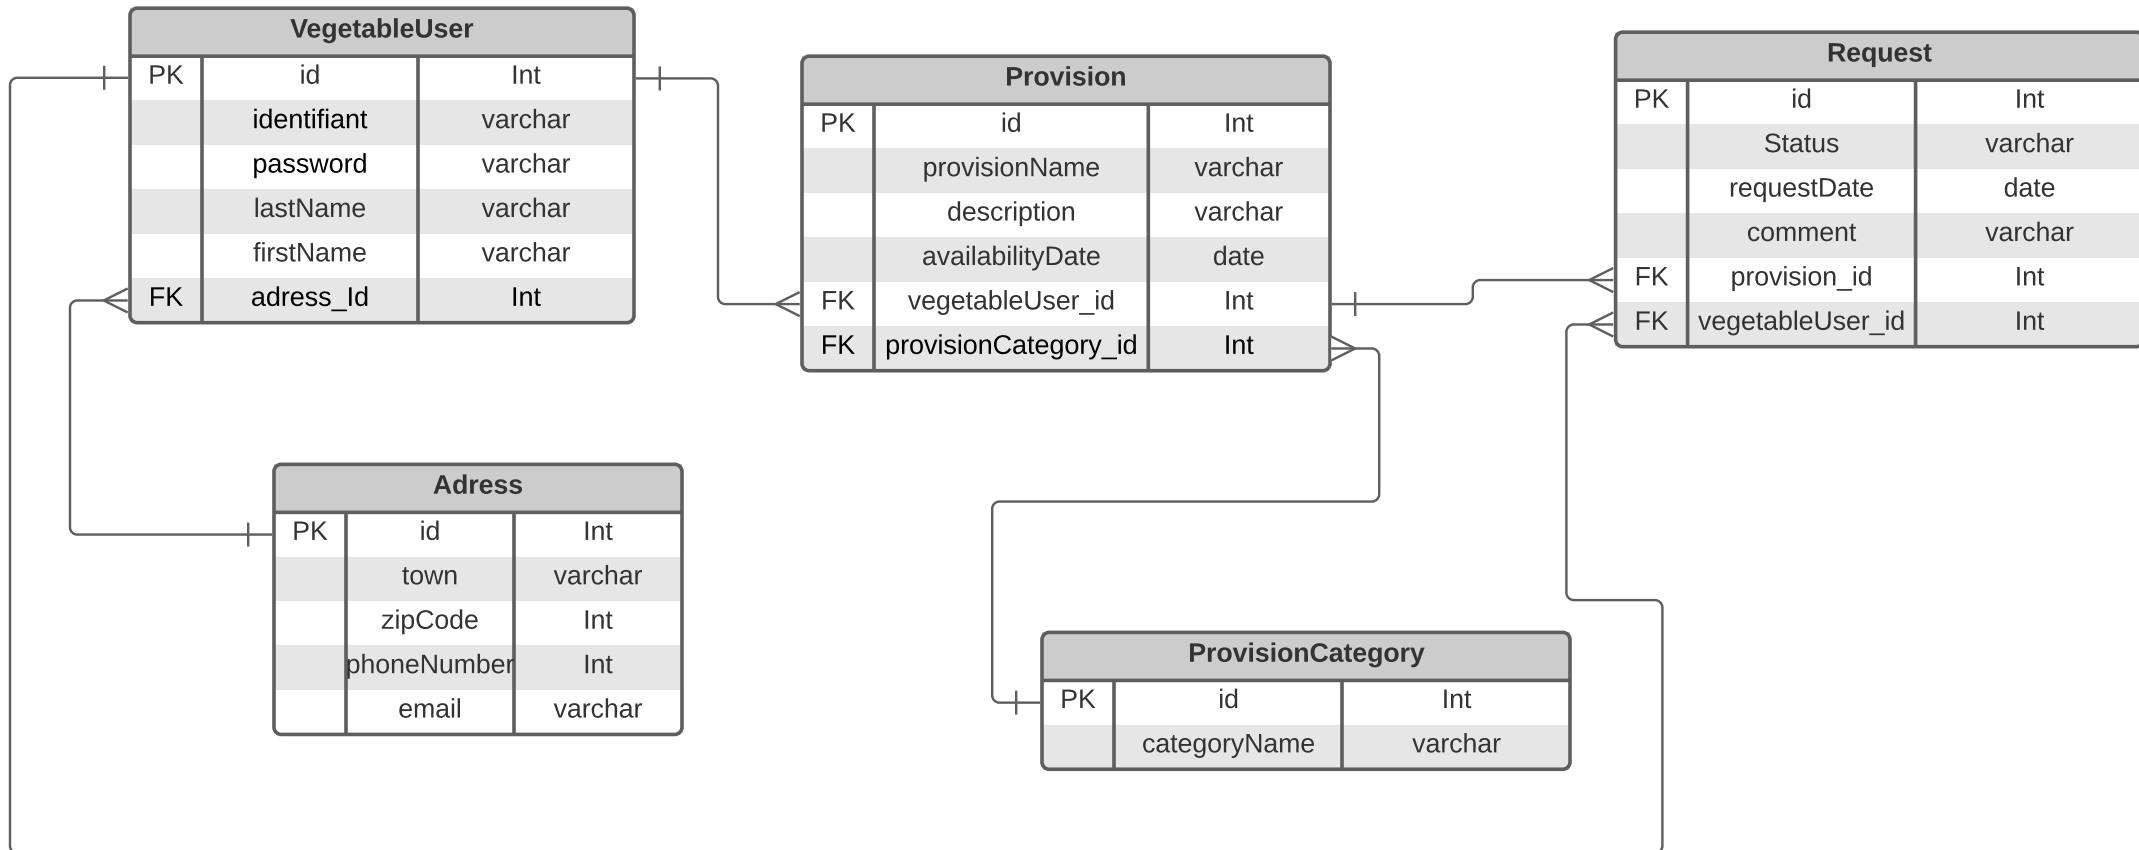 VegetableUser
PK id Int
identifiant varchar
password varchar
lastName varchar
firstName varchar
FK adress_Id Int
Provision
PK id Int
provisionName varchar
description varchar
availabilityDate date
FK vegetableUser_id Int
FK provisionCategory_id Int
Request
PK id Int
Status varchar
requestDate date
comment varchar
FK provision_id Int
FK vegetableUser_id Int
Adress
PK id Int
town varchar
zipCode Int
phoneNumber Int
email varchar
ProvisionCategory
PK id Int
categoryName varchar